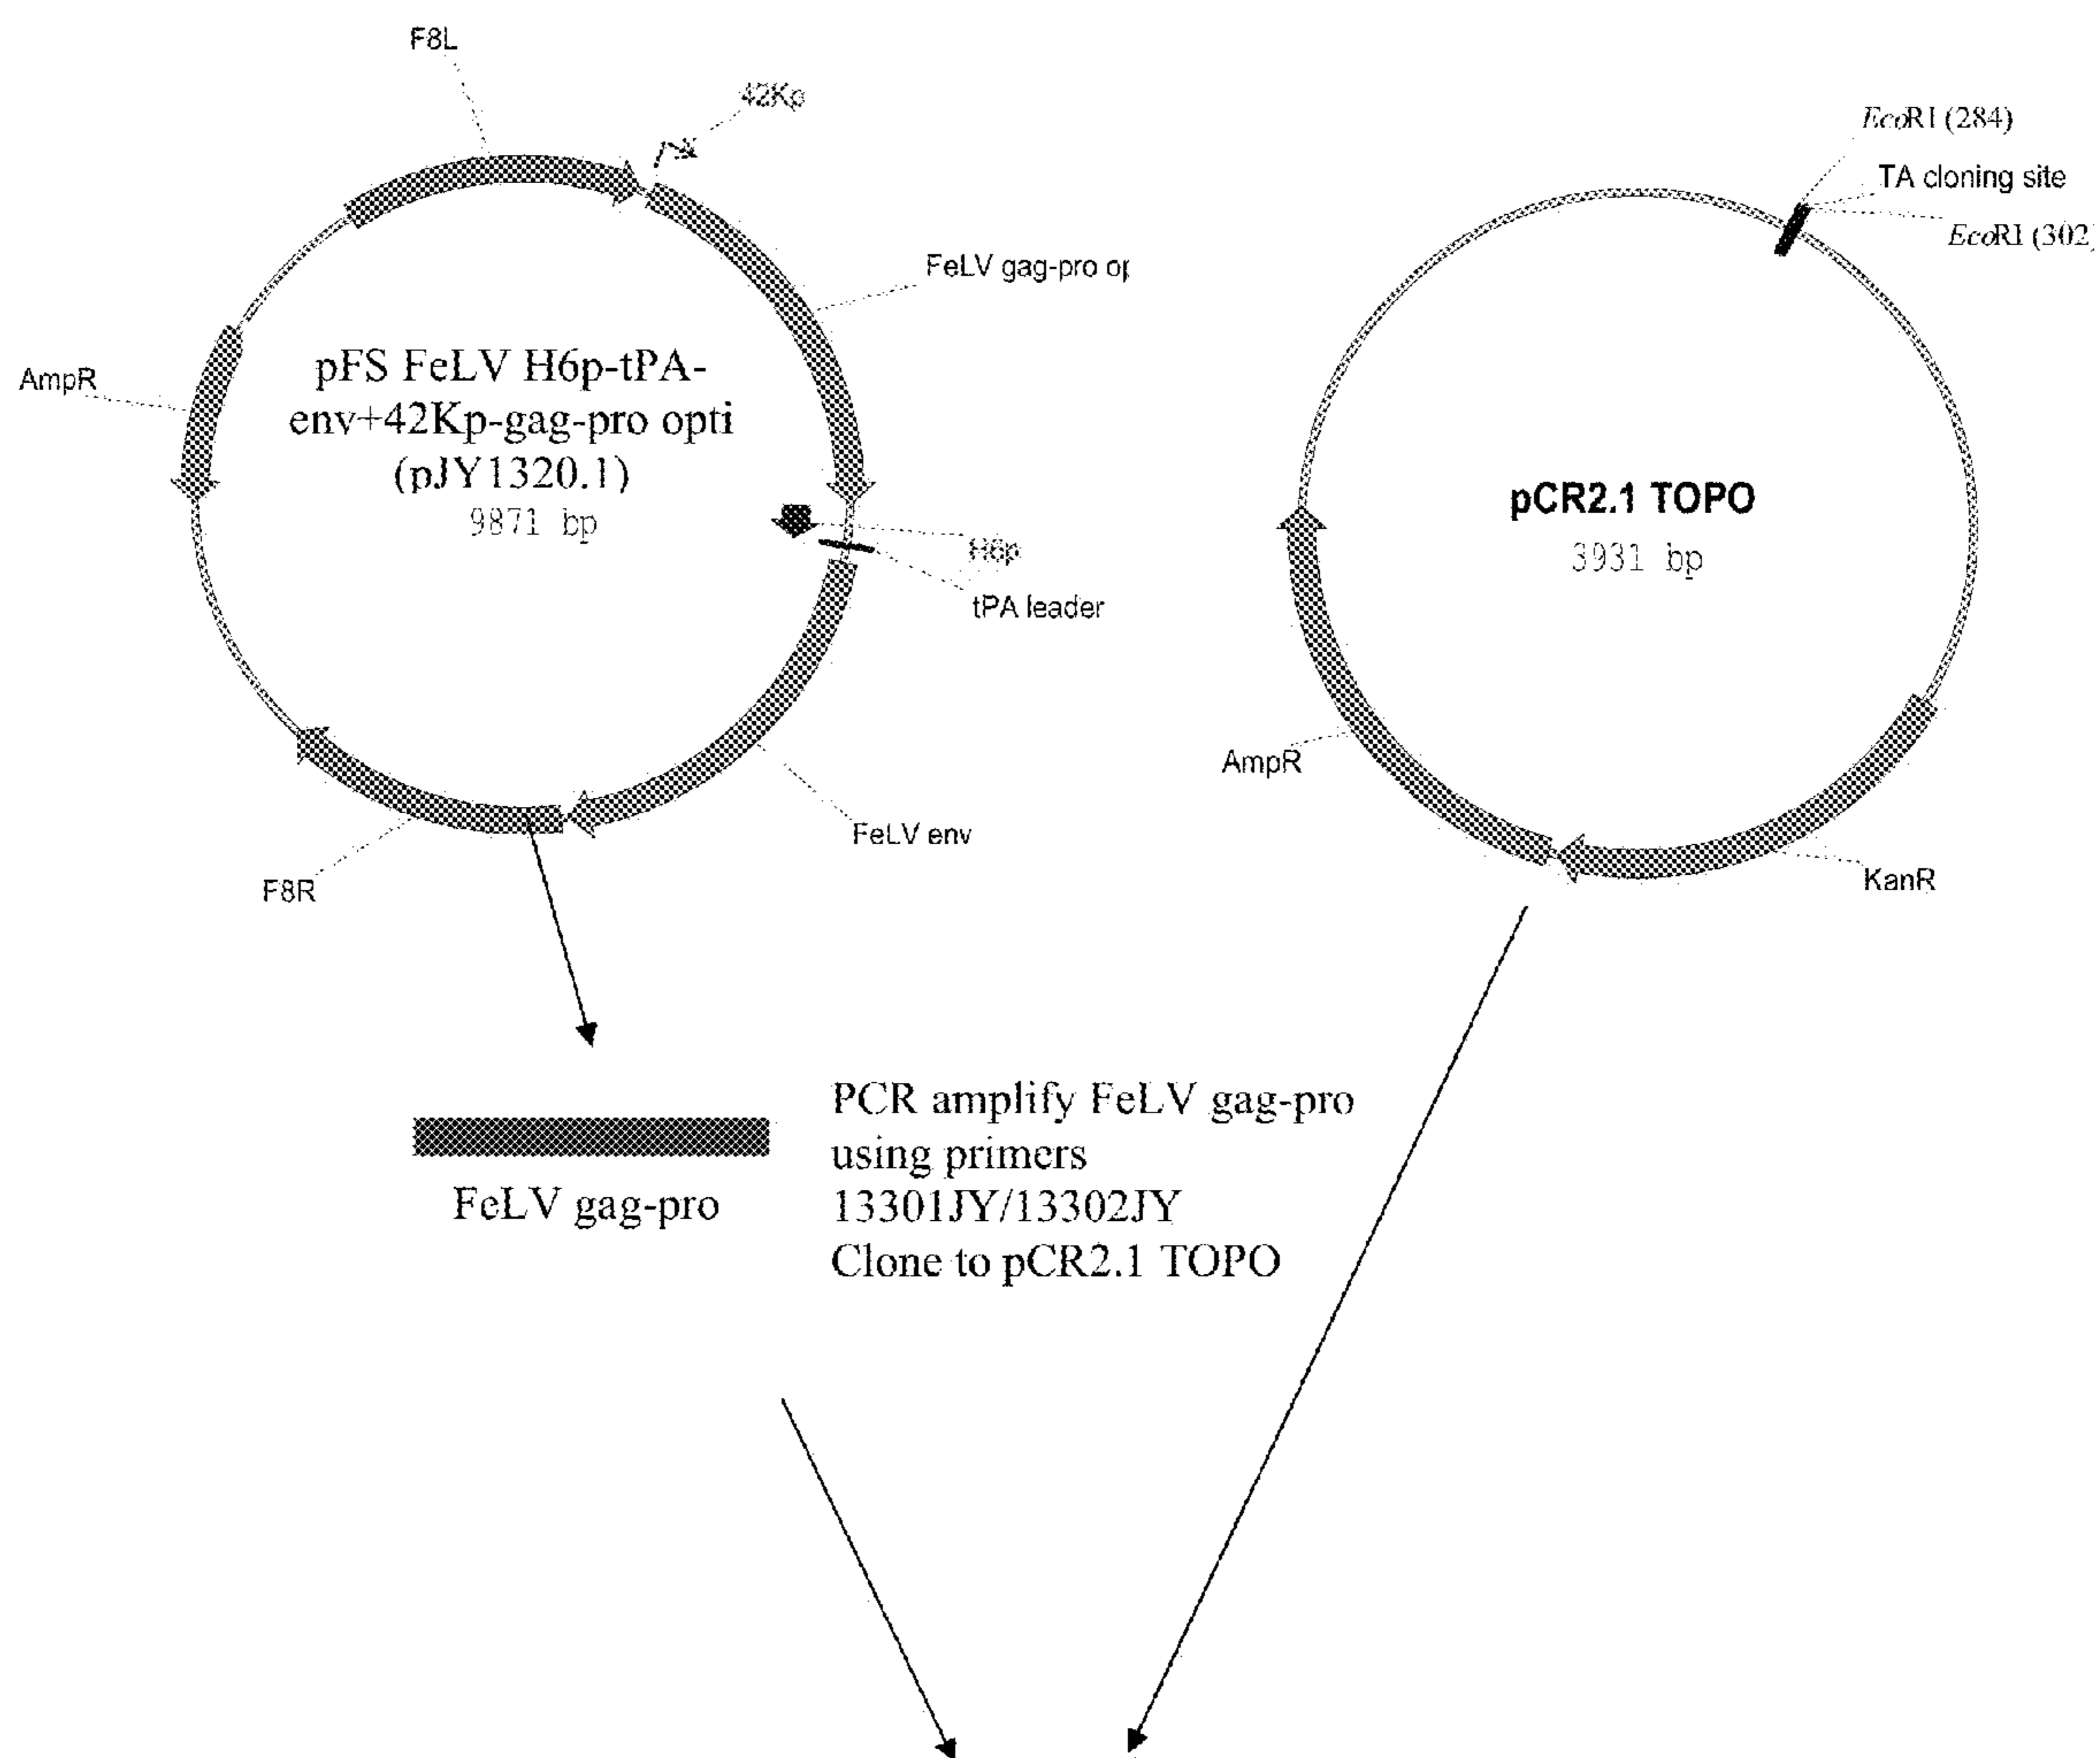 F8L
42Kp
EcoRI (284)
TA cloning site
EcoRI (302)
FeLV gag-pro op
pFS FeLV H6p-tPA-
env+42Kp-gag-pro opti
(pJY1320.1)
9871 bp
AmpR
H6p
tPA leader
FeLV env
F8R
pCR2.1 TOPO
3931 bp
AmpR
KanR
FeLV gag-pro
PCR amplify FeLV gag-pro
using primers
13301JY/13302JY
Clone to pCR2.1 TOPO